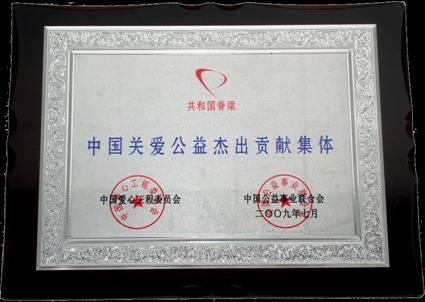 共和国脊梁
中国关爱公益杰出贡献集体
中国爱心工程委员会
中国公益事业联合会
二〇〇九年七月